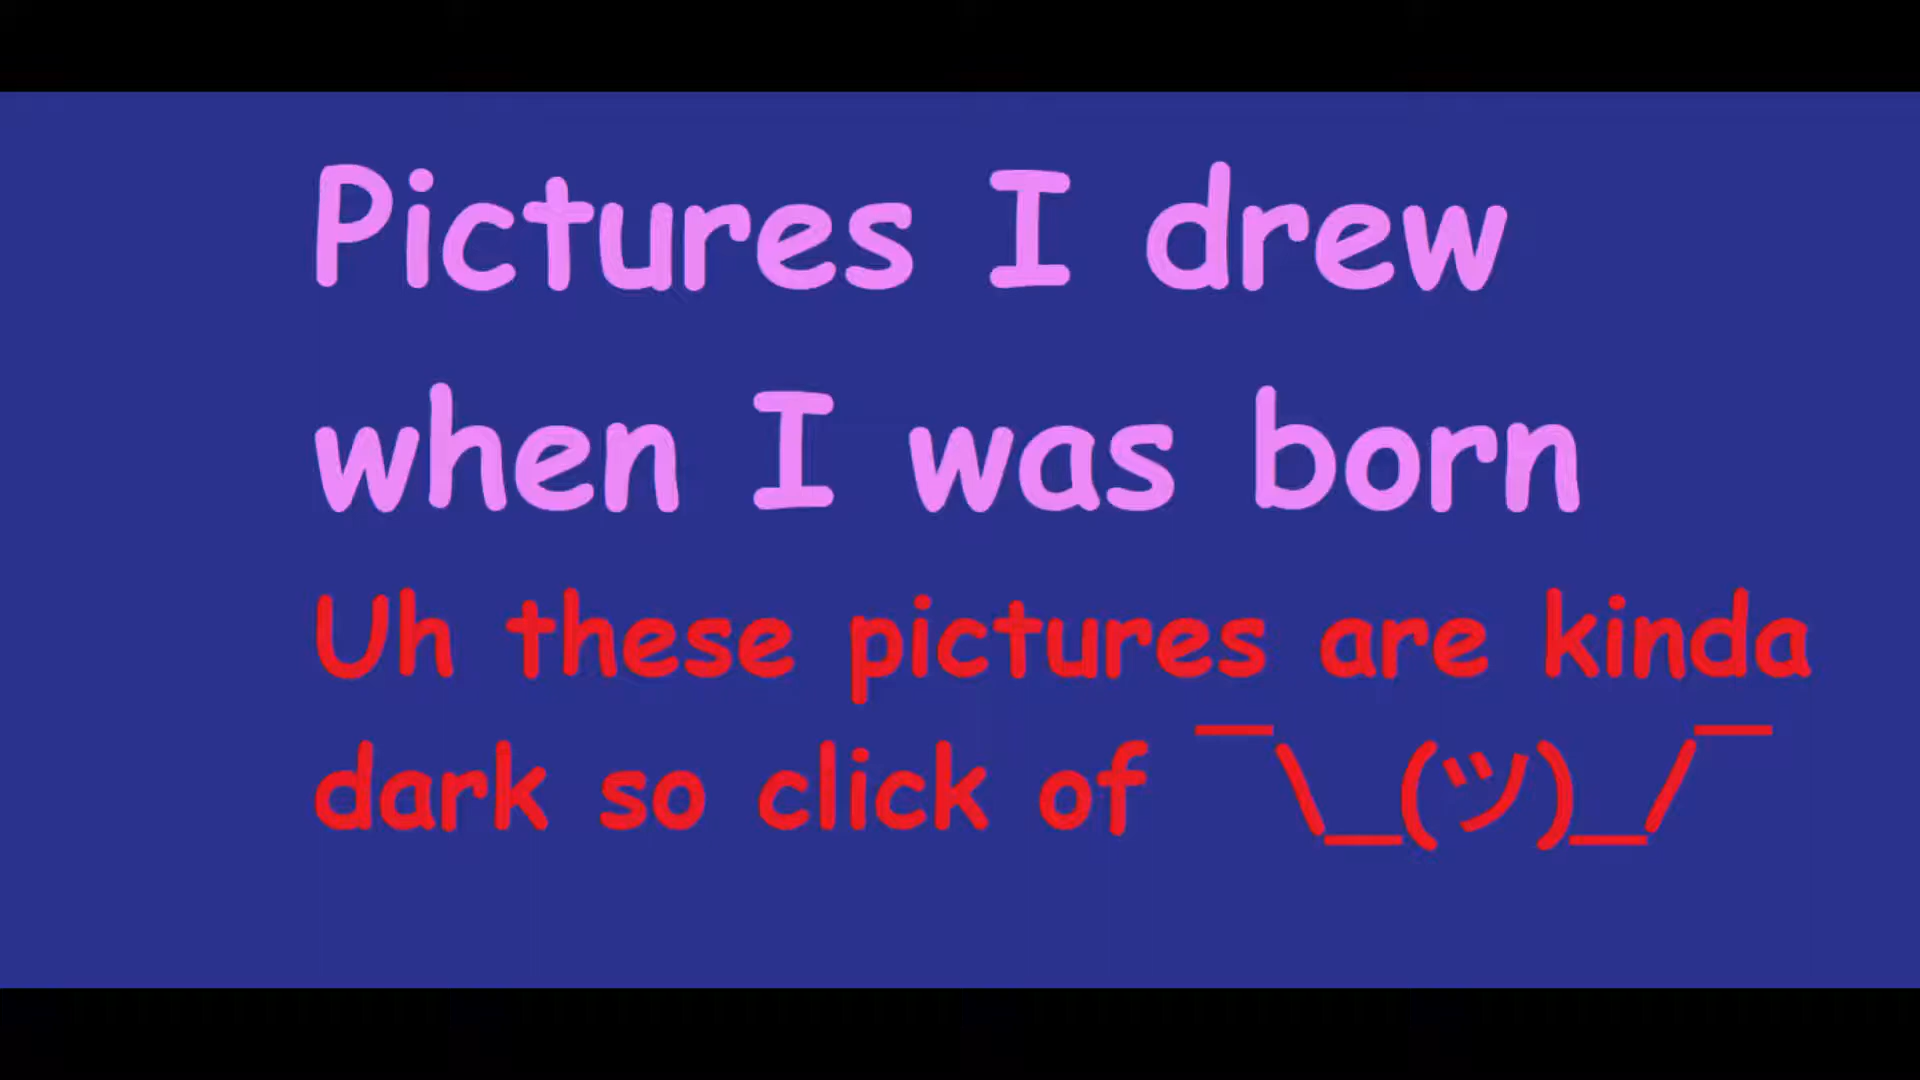 Pictures I drew
when I was born
Uh these pictures are kinda
dark so click of ¯\_(ツ)_/¯